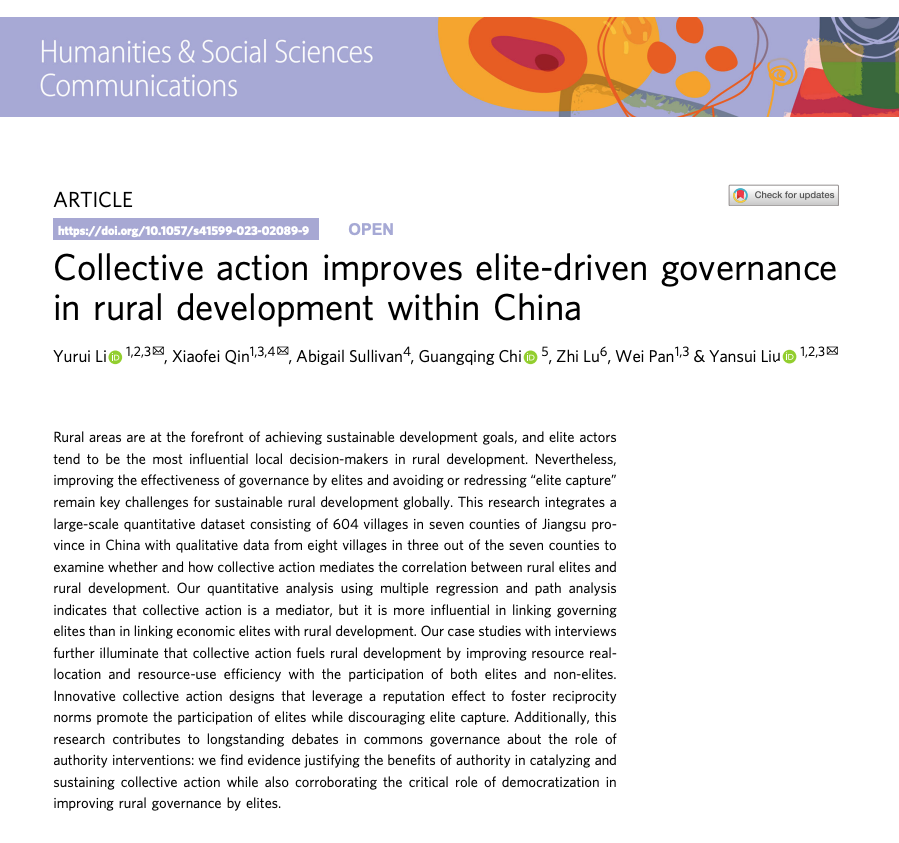 Humanities & Social Sciences
Communications
ARTICLE
Check for updates
https://doi.org/10.1057/s41599-023-02089-9 OPEN
Collective action improves elite-driven governance
in rural development within China
Yurui Li iD 1,2,3✉, Xiaofei Qin1,3,4✉, Abigail Sullivan4, Guangqing Chi iD 5, Zhi Lu6, Wei Pan1,3 & Yansui Liu iD 1,2,3✉
Rural areas are at the forefront of achieving sustainable development goals, and elite actors
tend to be the most influential local decision-makers in rural development. Nevertheless,
improving the effectiveness of governance by elites and avoiding or redressing “elite capture”
remain key challenges for sustainable rural development globally. This research integrates a
large-scale quantitative dataset consisting of 604 villages in seven counties of Jiangsu pro-
vince in China with qualitative data from eight villages in three out of the seven counties to
examine whether and how collective action mediates the correlation between rural elites and
rural development. Our quantitative analysis using multiple regression and path analysis
indicates that collective action is a mediator, but it is more influential in linking governing
elites than in linking economic elites with rural development. Our case studies with interviews
further illuminate that collective action fuels rural development by improving resource real-
location and resource-use efficiency with the participation of both elites and non-elites.
Innovative collective action designs that leverage a reputation effect to foster reciprocity
norms promote the participation of elites while discouraging elite capture. Additionally, this
research contributes to longstanding debates in commons governance about the role of
authority interventions: we find evidence justifying the benefits of authority in catalyzing and
sustaining collective action while also corroborating the critical role of democratization in
improving rural governance by elites.